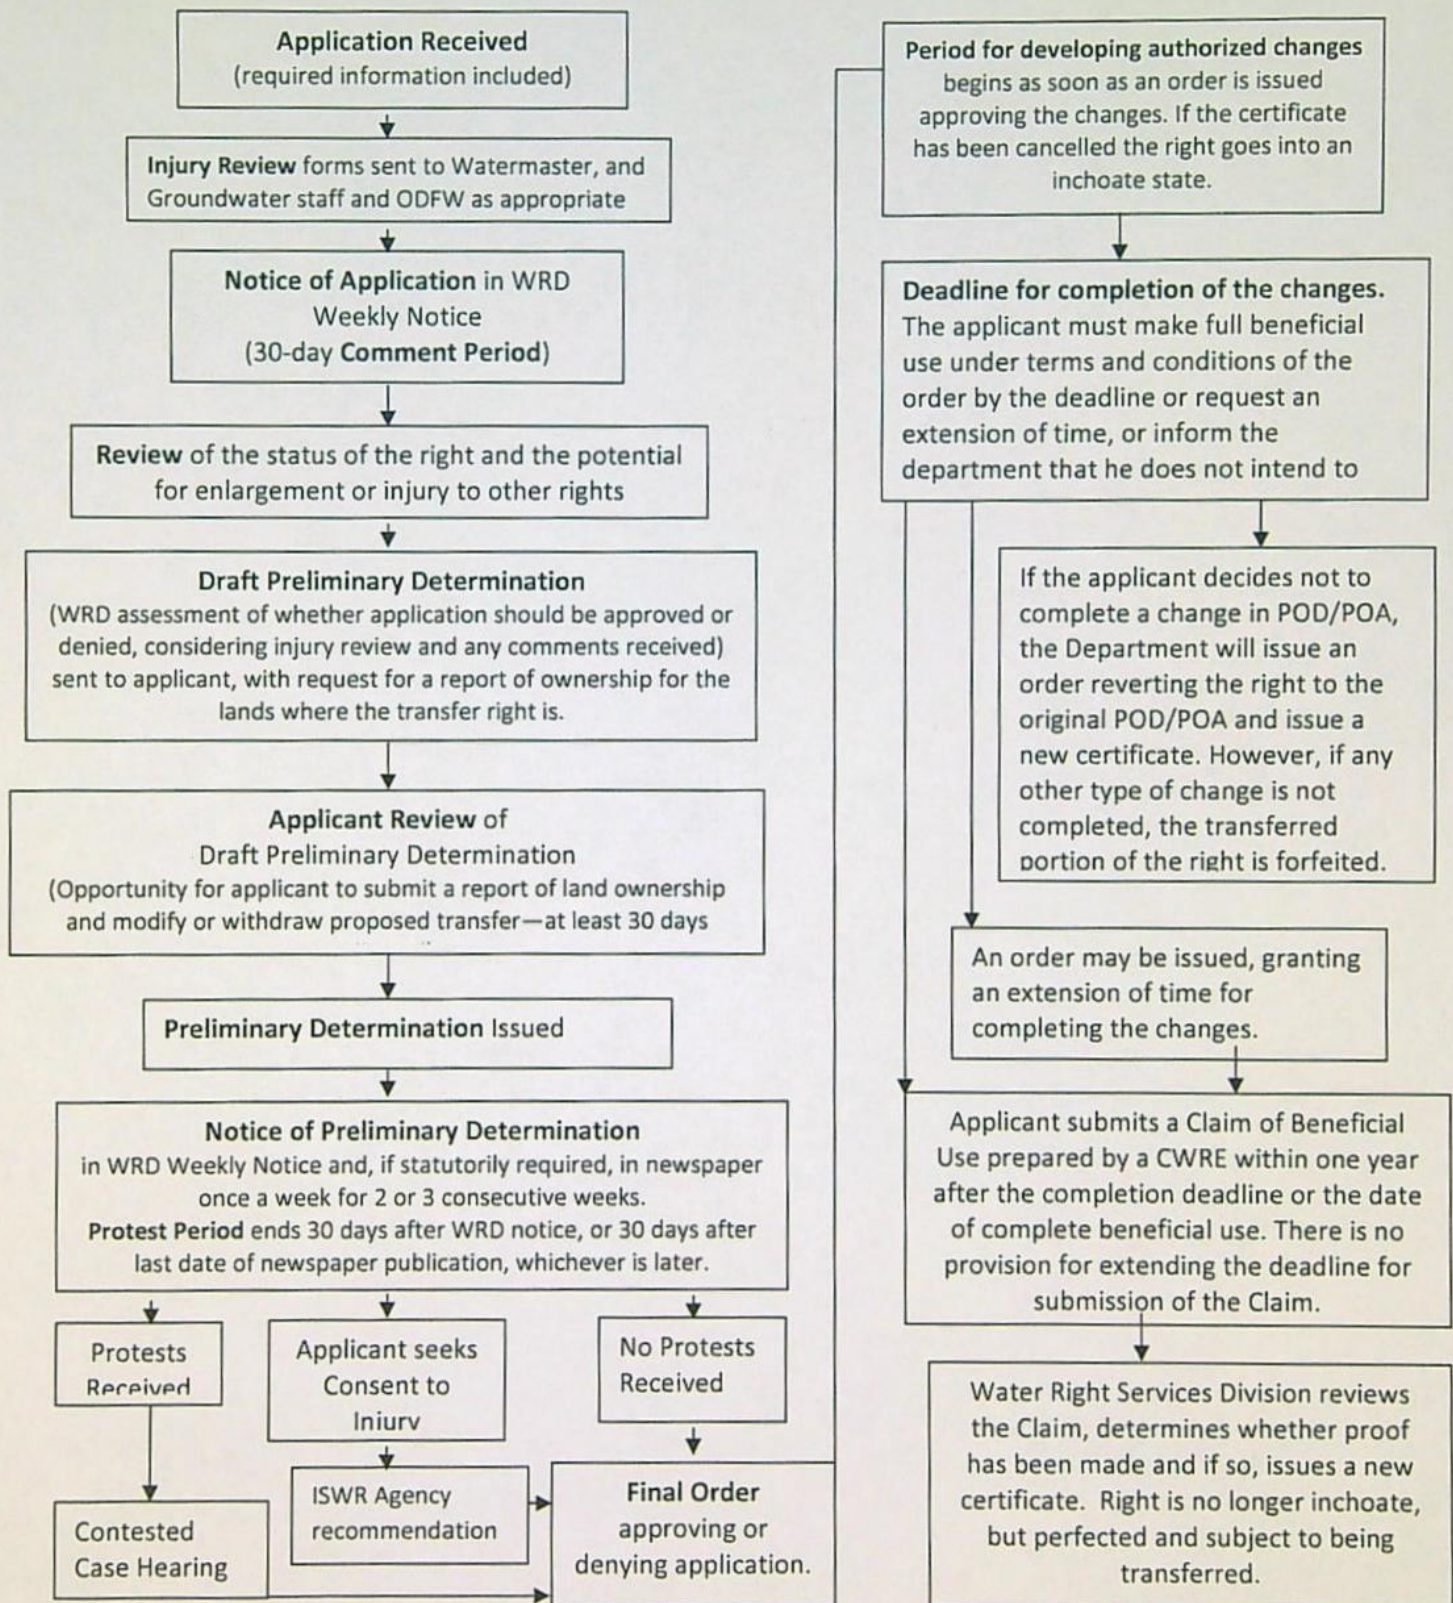 Application Received
(required information included)
Injury Review forms sent to Watermaster, and
Groundwater staff and ODFW as appropriate
Notice of Application in WRD
Weekly Notice
(30-day Comment Period)
Review of the status of the right and the potential
for enlargement or injury to other rights
Draft Preliminary Determination
(WRD assessment of whether application should be approved or
denied, considering injury review and any comments received)
sent to applicant, with request for a report of ownership for the
lands where the transfer right is.
Applicant Review of
Draft Preliminary Determination
(Opportunity for applicant to submit a report of land ownership
and modify or withdraw proposed transfer—at least 30 days
Preliminary Determination Issued
Notice of Preliminary Determination
in WRD Weekly Notice and, if statutorily required, in newspaper
once a week for 2 or 3 consecutive weeks.
Protest Period ends 30 days after WRD notice, or 30 days after
last date of newspaper publication, whichever is later.
Protests
Received
Applicant seeks
Consent to
Injury
No Protests
Received
Contested
Case Hearing
ISWR Agency
recommendation
Final Order
approving or
denying application.
Period for developing authorized changes
begins as soon as an order is issued
approving the changes. If the certificate
has been cancelled the right goes into an
inchoate state.
Deadline for completion of the changes.
The applicant must make full beneficial
use under terms and conditions of the
order by the deadline or request an
extension of time, or inform the
department that he does not intend to
If the applicant decides not to
complete a change in POD/POA,
the Department will issue an
order reverting the right to the
original POD/POA and issue a
new certificate. However, if any
other type of change is not
completed, the transferred
portion of the right is forfeited.
An order may be issued, granting
an extension of time for
completing the changes.
Applicant submits a Claim of Beneficial
Use prepared by a CWRE within one year
after the completion deadline or the date
of complete beneficial use. There is no
provision for extending the deadline for
submission of the Claim.
Water Right Services Division reviews
the Claim, determines whether proof
has been made and if so, issues a new
certificate. Right is no longer inchoate,
but perfected and subject to being
transferred.